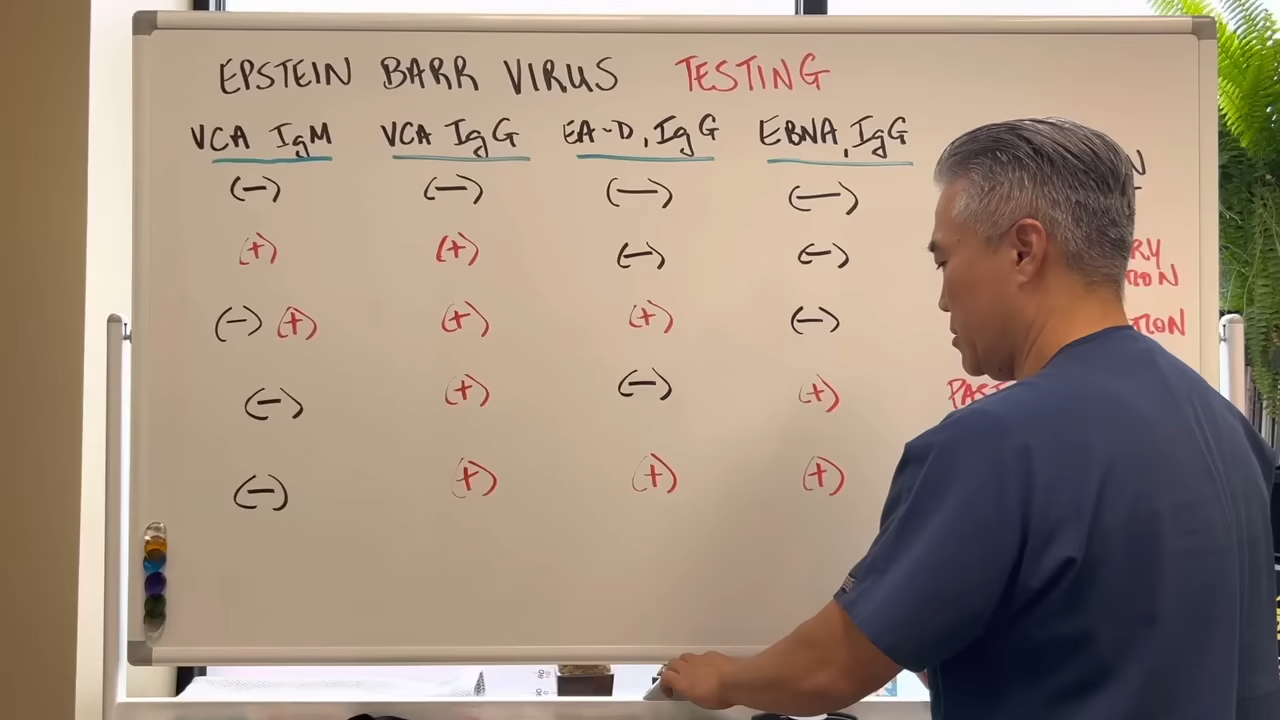 EPSTEIN BARR VIRUS TESTING
VCA IgM VCA IgG EA-D, IgG EBNA, IgG
(-) (-) (-) (-)
(+) (+) (-) (-)
(-) (+) (+) (+) (-)
(-) (+) (-) (+)
(-) (+) (+) (+)